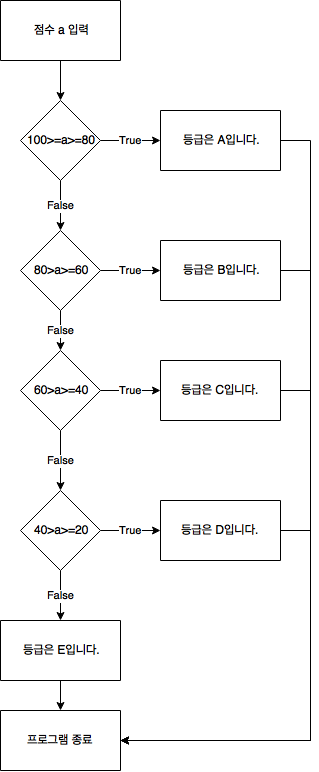 점수 a 입력
100>=a>=80
True
등급은 A입니다.
False
80>a>=60
True
등급은 B입니다.
False
60>a>=40
True
등급은 C입니다.
False
40>a>=20
True
등급은 D입니다.
False
등급은 E입니다.
프로그램 종료